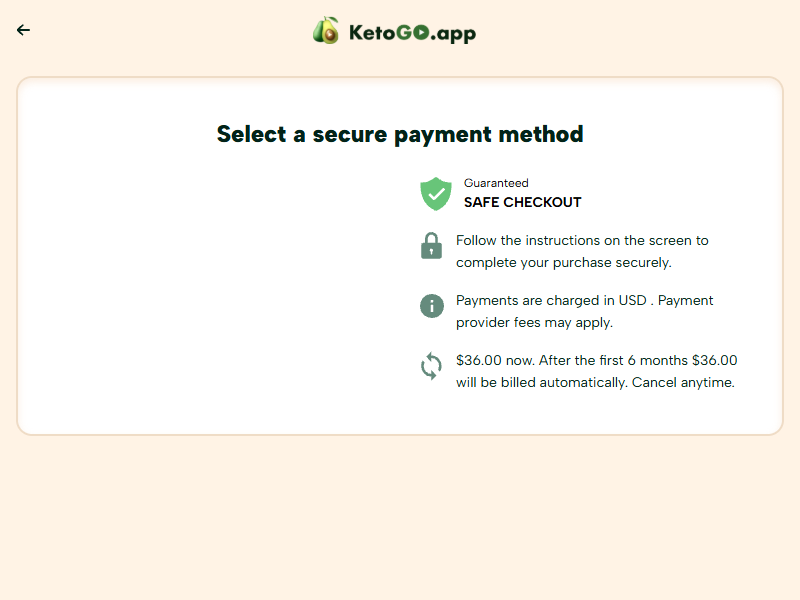 KetoGO.app
Select a secure payment method
Guaranteed
SAFE CHECKOUT
Follow the instructions on the screen to
complete your purchase securely.
Payments are charged in USD . Payment
provider fees may apply.
$36.00 now. After the first 6 months $36.00
will be billed automatically. Cancel anytime.